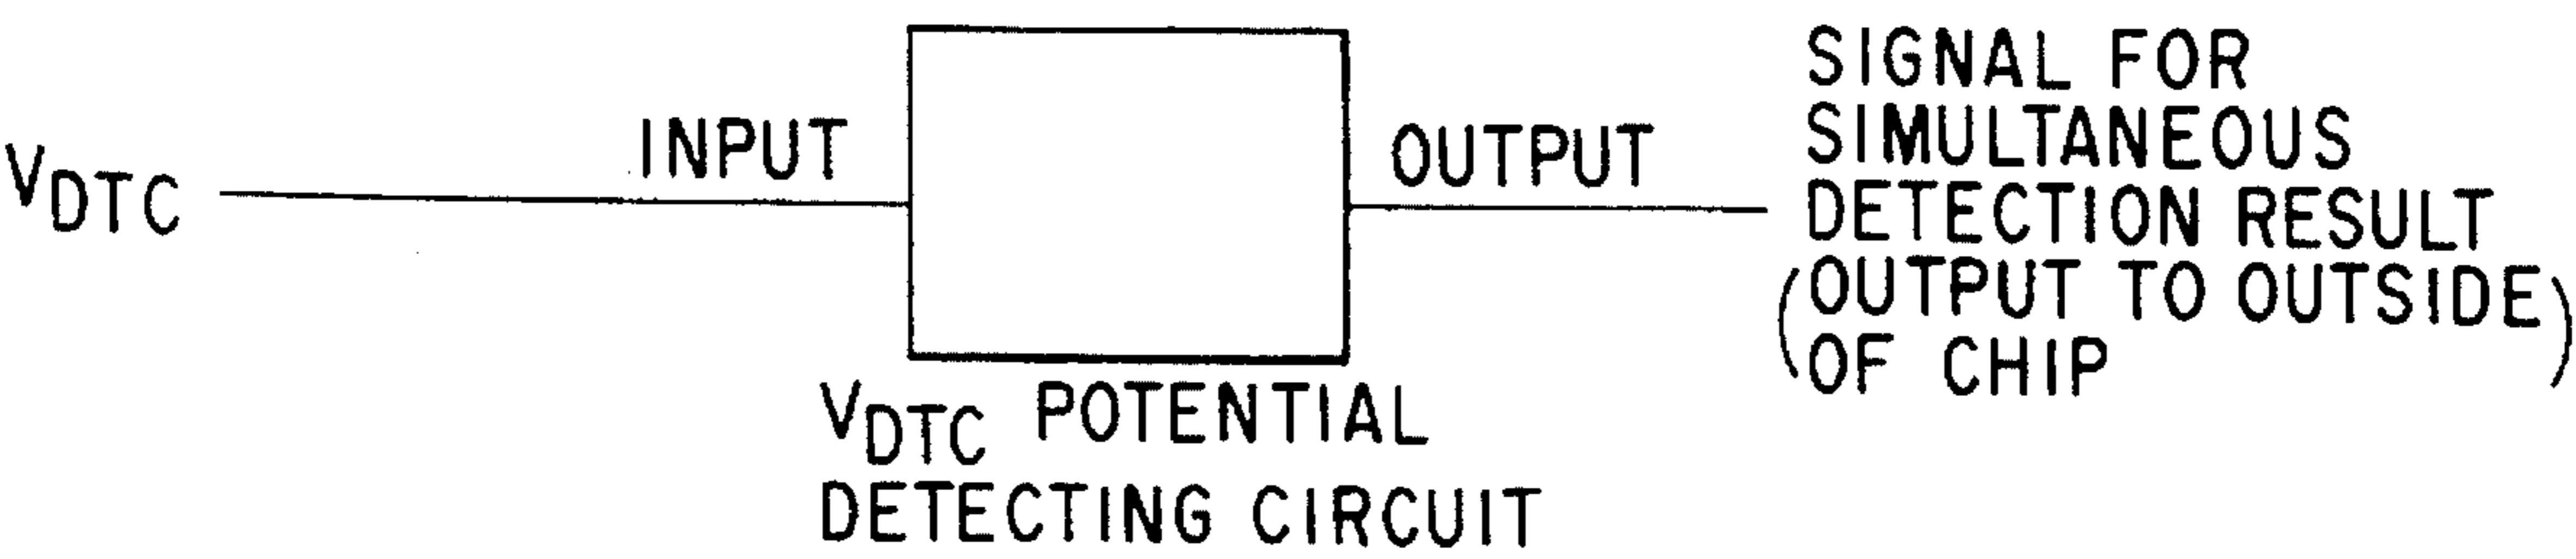 VDTC
INPUT
OUTPUT
SIGNAL FOR
SIMULTANEOUS
DETECTION RESULT
(OUTPUT TO OUTSIDE
OF CHIP)
VDTC POTENTIAL
DETECTING CIRCUIT